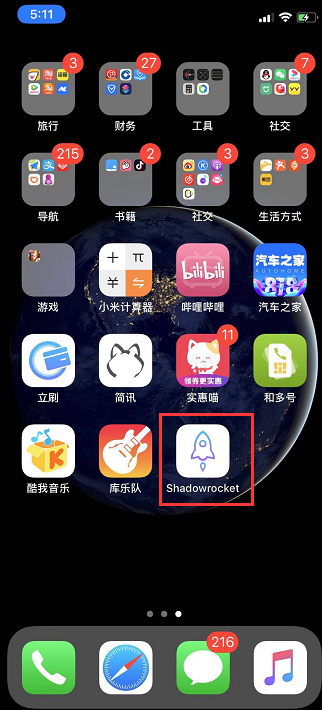 5:11
3
27
7
旅行
财务
工具
社交
215
2
3
3
导航
书籍
社交
生活方式
bilibili
汽车之家
AUTOHOME
818
游戏
小米计算器
哔哩哔哩
汽车之家
11
领券更实惠
立刷
简讯
实惠喵
和多号
K
酷我音乐
库乐队
Shadowrocket
216